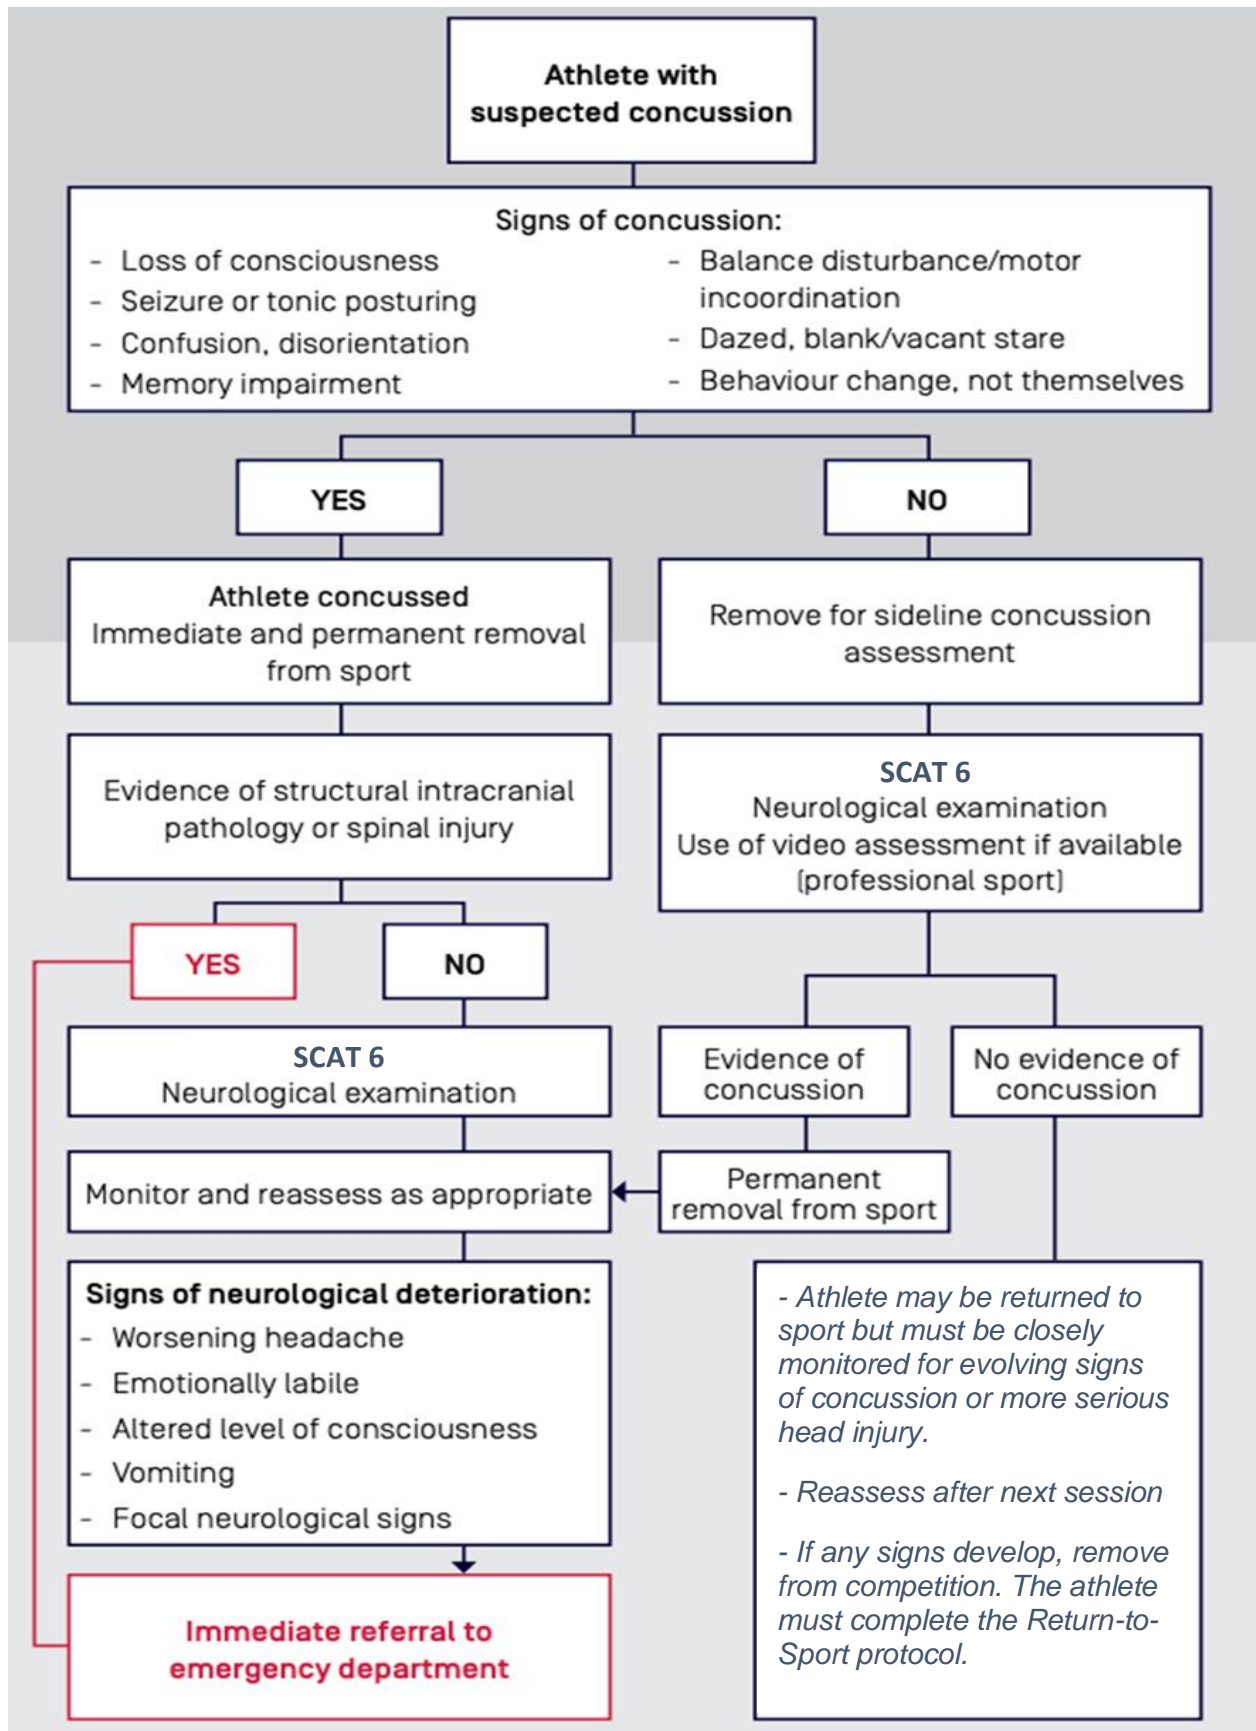 Athlete with
suspected concussion
Signs of concussion:
- Loss of consciousness
- Seizure or tonic posturing
- Confusion, disorientation
- Memory impairment
- Balance disturbance/motor
incoordination
- Dazed, blank/vacant stare
- Behaviour change, not themselves
YES
NO
Athlete concussed
Immediate and permanent removal
from sport
Remove for sideline concussion
assessment
Evidence of structural intracranial
pathology or spinal injury
SCAT 6
Neurological examination
Use of video assessment if available
(professional sport)
YES
NO
SCAT 6
Neurological examination
Evidence of
concussion
No evidence of
concussion
Monitor and reassess as appropriate
Permanent
removal from sport
Signs of neurological deterioration:
- Worsening headache
- Emotionally labile
- Altered level of consciousness
- Vomiting
- Focal neurological signs
- Athlete may be returned to
sport but must be closely
monitored for evolving signs
of concussion or more serious
head injury.
- Reassess after next session
- If any signs develop, remove
from competition. The athlete
must complete the Return-to-
Sport protocol.
Immediate referral to
emergency department